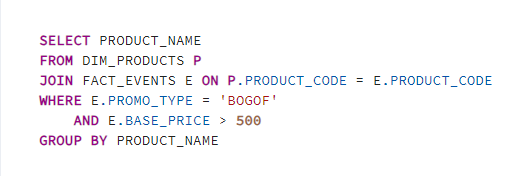 SELECT PRODUCT_NAME
FROM DIM_PRODUCTS P
JOIN FACT_EVENTS E ON P.PRODUCT_CODE = E.PRODUCT_CODE
WHERE E.PROMO_TYPE = 'BOGOF'
    AND E.BASE_PRICE > 500
GROUP BY PRODUCT_NAME